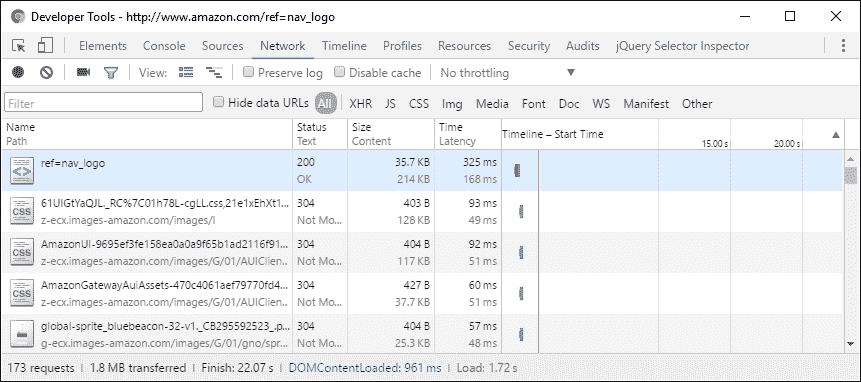 Developer Tools - http://www.amazon.com/ref=nav_logo
Elements Console Sources Network Timeline Profiles Resources Security Audits jQuery Selector Inspector
View: Preserve log Disable cache No throttling
Filter Hide data URLs All XHR JS CSS Img Media Font Doc WS Manifest Other
Name Status Size Time Timeline – Start Time
Path Text Content Latency 15.00 s 20.00 s
ref=nav_logo 200 35.7 KB 325 ms
OK 214 KB 168 ms
61UIGtYaQJL._RC%7C01h78L-cgLL.css,21e1xEhXt1... 304 403 B 93 ms
z-ecx.images-amazon.com/images/I Not Mo... 128 KB 49 ms
AmazonUI-9695ef3fe158ea0a0a9f65b1ad2116f91... 304 404 B 92 ms
z-ecx.images-amazon.com/images/G/01/AUIClien... Not Mo... 117 KB 51 ms
AmazonGatewayAuiAssets-470c4061aef79770fd4... 304 427 B 60 ms
z-ecx.images-amazon.com/images/G/01/AUIClien... Not Mo... 37.7 KB 51 ms
global-sprite_bluebeacon-32-v1._CB295592523_.p... 304 404 B 57 ms
g-ecx.images-amazon.com/images/G/01/gno/spr... Not Mo... 25.3 KB 48 ms
173 requests | 1.8 MB transferred | Finish: 22.07 s | DOMContentLoaded: 961 ms | Load: 1.72 s